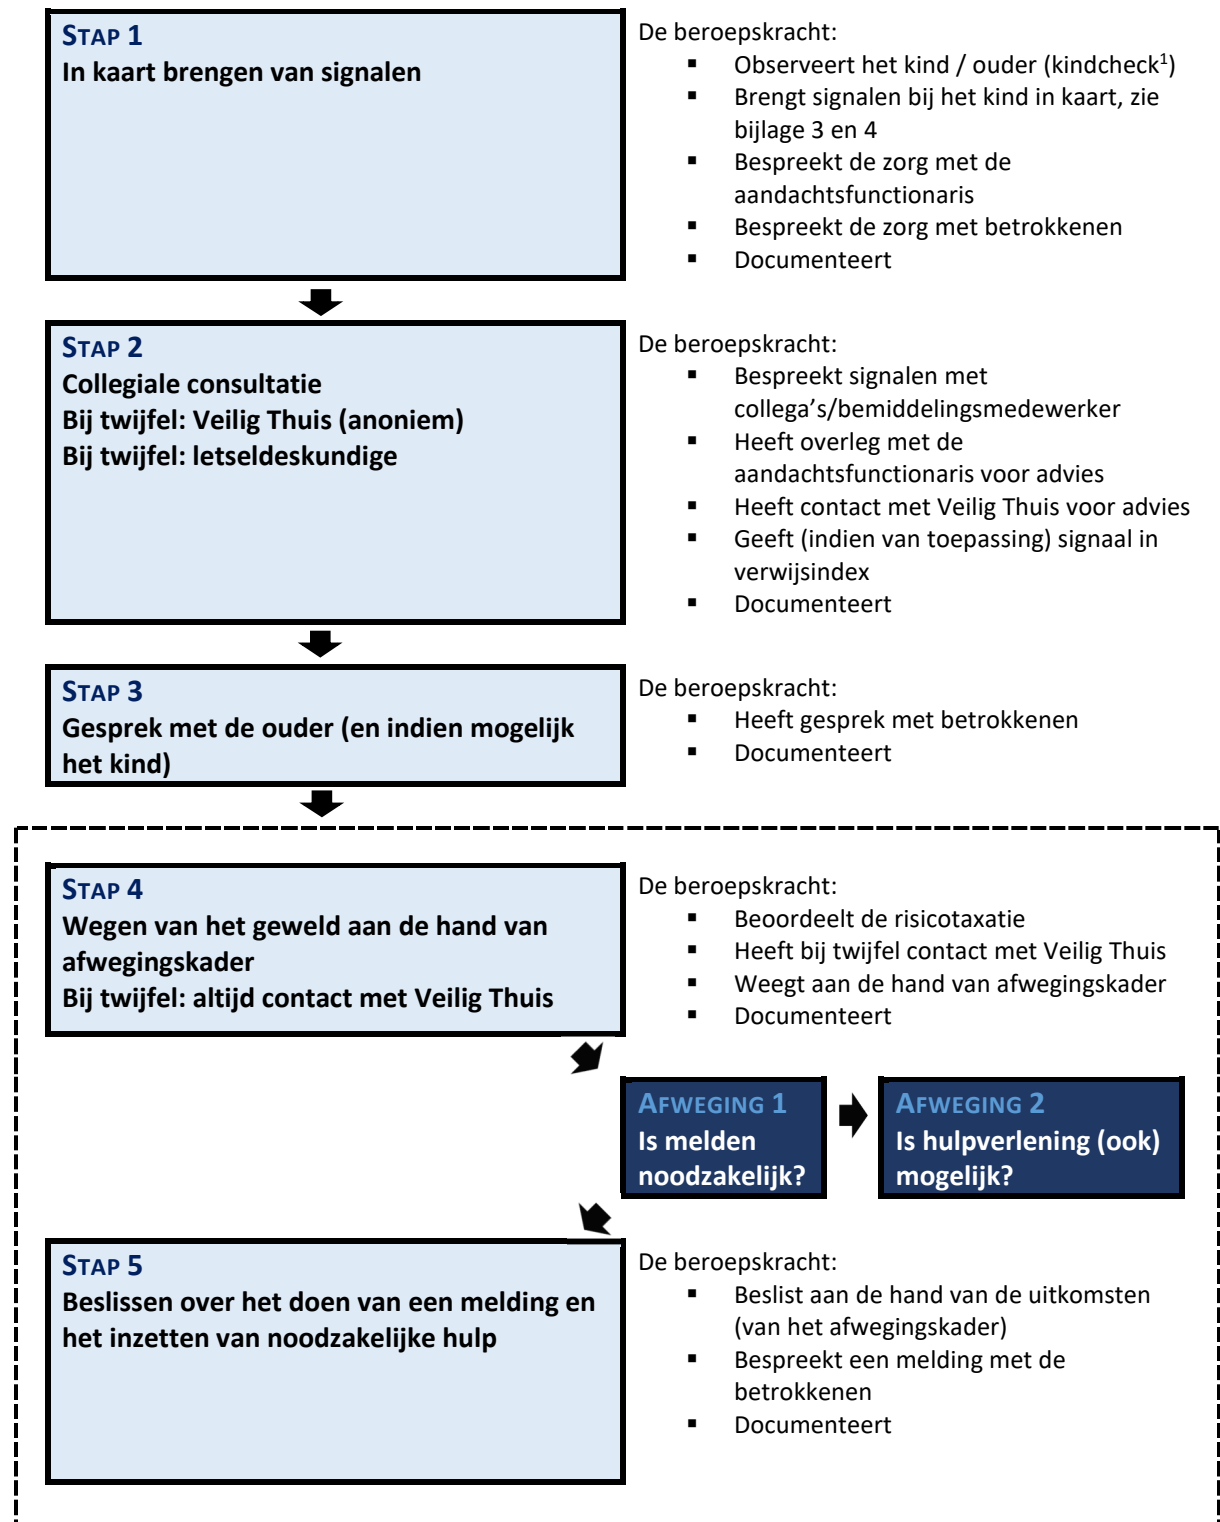 STAP 1
In kaart brengen van signalen
De beroepskracht:
▪ Observeert het kind / ouder (kindcheck¹)
▪ Brengt signalen bij het kind in kaart, zie
bijlage 3 en 4
▪ Bespreekt de zorg met de
aandachtsfunctionaris
▪ Bespreekt de zorg met betrokkenen
▪ Documenteert
STAP 2
Collegiale consultatie
Bij twijfel: Veilig Thuis (anoniem)
Bij twijfel: letseldeskundige
De beroepskracht:
▪ Bespreekt signalen met
collega’s/bemiddelingsmedewerker
▪ Heeft overleg met de
aandachtsfunctionaris voor advies
▪ Heeft contact met Veilig Thuis voor advies
▪ Geeft (indien van toepassing) signaal in
verwijsindex
▪ Documenteert
STAP 3
Gesprek met de ouder (en indien mogelijk
het kind)
De beroepskracht:
▪ Heeft gesprek met betrokkenen
▪ Documenteert
STAP 4
Wegen van het geweld aan de hand van
afwegingskader
Bij twijfel: altijd contact met Veilig Thuis
De beroepskracht:
▪ Beoordeelt de risicotaxatie
▪ Heeft bij twijfel contact met Veilig Thuis
▪ Weegt aan de hand van afwegingskader
▪ Documenteert
AFWEGING 1
Is melden
noodzakelijk?
AFWEGING 2
Is hulpverlening (ook)
mogelijk?
STAP 5
Beslissen over het doen van een melding en
het inzetten van noodzakelijke hulp
De beroepskracht:
▪ Beslist aan de hand van de uitkomsten
(van het afwegingskader)
▪ Bespreekt een melding met de
betrokkenen
▪ Documenteert